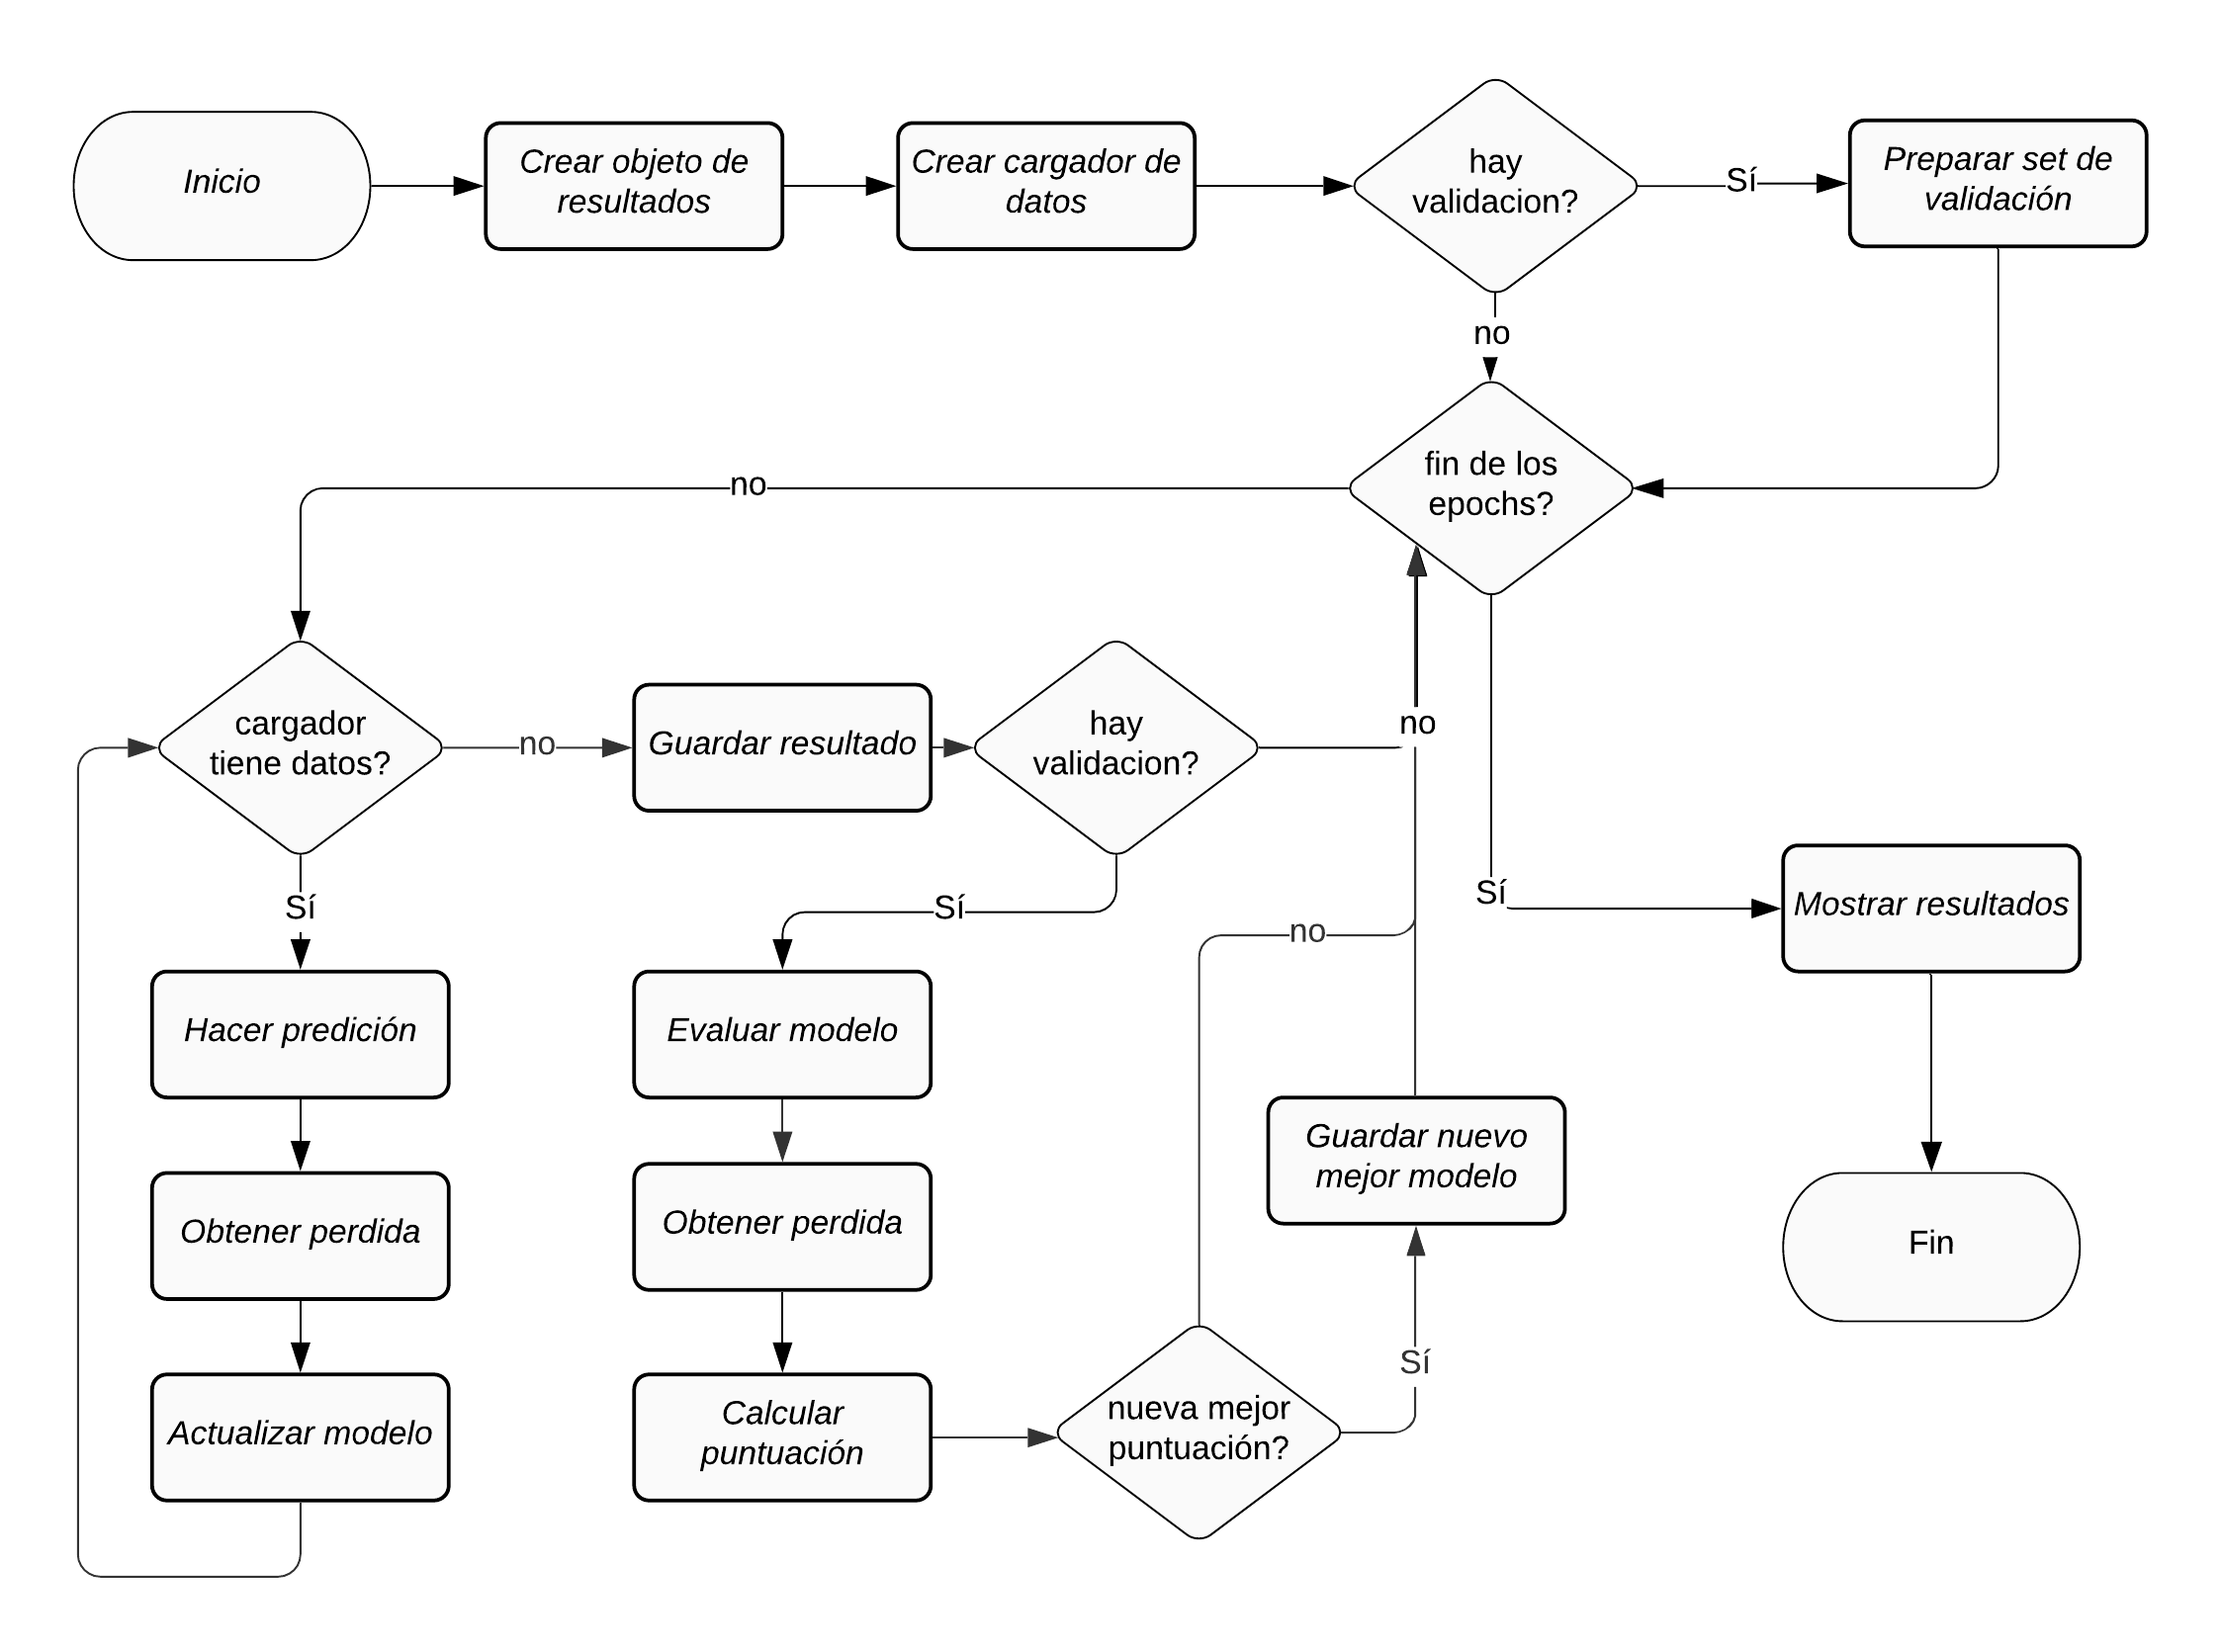 Inicio
Crear objeto de
resultados
Crear cargador de
datos
hay
validacion?
Sí
Preparar set de
validación
no
fin de los
epochs?
no
cargador
tiene datos?
no
Guardar resultado
hay
validacion?
no
Sí
Sí
Sí
no
Mostrar resultados
Hacer predición
Evaluar modelo
Guardar nuevo
mejor modelo
Obtener perdida
Obtener perdida
Fin
Sí
Actualizar modelo
Calcular
puntuación
nueva mejor
puntuación?